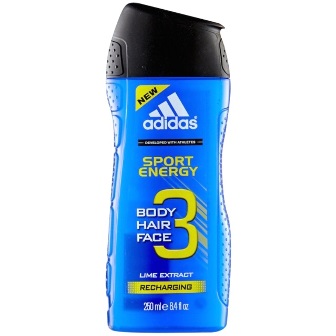 NEW
adidas
DEVELOPED WITH ATHLETES
SPORT
ENERGY
3
BODY
HAIR
FACE
LIME EXTRACT
RECHARGING
250 ml e 8.4 fl.oz